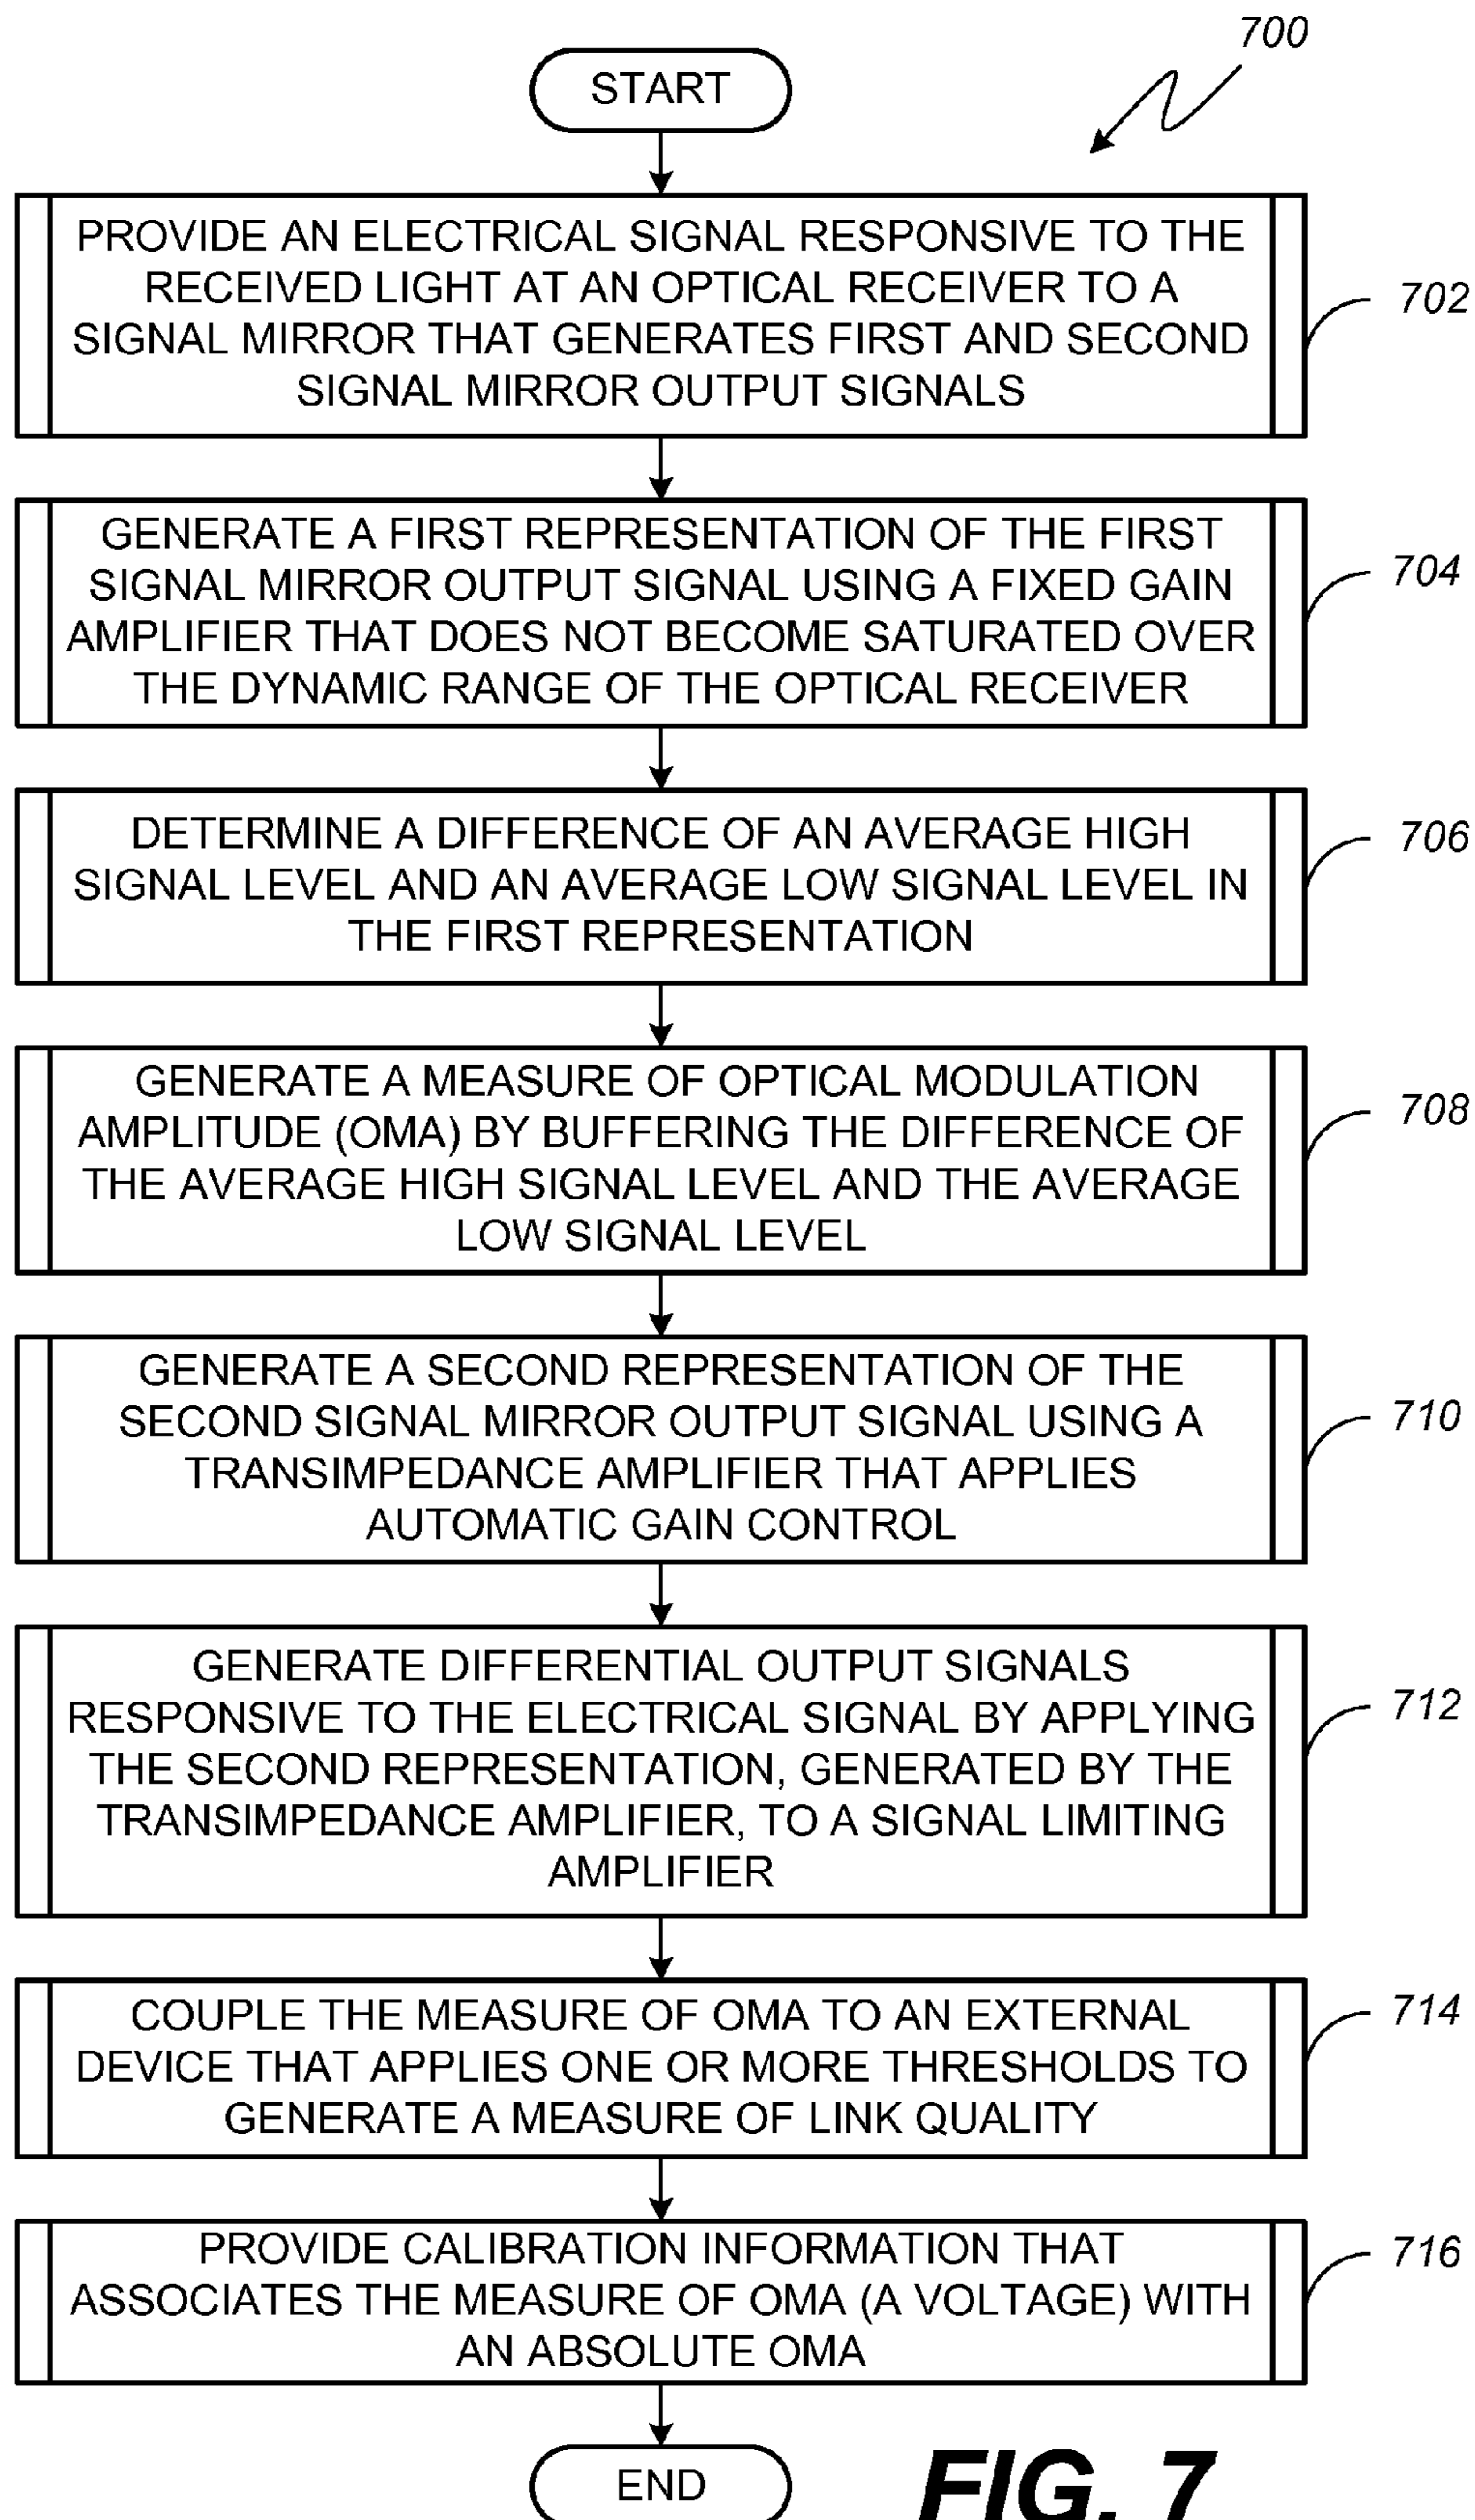 700
START
PROVIDE AN ELECTRICAL SIGNAL RESPONSIVE TO THE
RECEIVED LIGHT AT AN OPTICAL RECEIVER TO A
SIGNAL MIRROR THAT GENERATES FIRST AND SECOND
SIGNAL MIRROR OUTPUT SIGNALS
702
GENERATE A FIRST REPRESENTATION OF THE FIRST
SIGNAL MIRROR OUTPUT SIGNAL USING A FIXED GAIN
AMPLIFIER THAT DOES NOT BECOME SATURATED OVER
THE DYNAMIC RANGE OF THE OPTICAL RECEIVER
704
DETERMINE A DIFFERENCE OF AN AVERAGE HIGH
SIGNAL LEVEL AND AN AVERAGE LOW SIGNAL LEVEL IN
THE FIRST REPRESENTATION
706
GENERATE A MEASURE OF OPTICAL MODULATION
AMPLITUDE (OMA) BY BUFFERING THE DIFFERENCE OF
THE AVERAGE HIGH SIGNAL LEVEL AND THE AVERAGE
LOW SIGNAL LEVEL
708
GENERATE A SECOND REPRESENTATION OF THE
SECOND SIGNAL MIRROR OUTPUT SIGNAL USING A
TRANSIMPEDANCE AMPLIFIER THAT APPLIES
AUTOMATIC GAIN CONTROL
710
GENERATE DIFFERENTIAL OUTPUT SIGNALS
RESPONSIVE TO THE ELECTRICAL SIGNAL BY APPLYING
THE SECOND REPRESENTATION, GENERATED BY THE
TRANSIMPEDANCE AMPLIFIER, TO A SIGNAL LIMITING
AMPLIFIER
712
COUPLE THE MEASURE OF OMA TO AN EXTERNAL
DEVICE THAT APPLIES ONE OR MORE THRESHOLDS TO
GENERATE A MEASURE OF LINK QUALITY
714
PROVIDE CALIBRATION INFORMATION THAT
ASSOCIATES THE MEASURE OF OMA (A VOLTAGE) WITH
AN ABSOLUTE OMA
716
END
FIG. 7